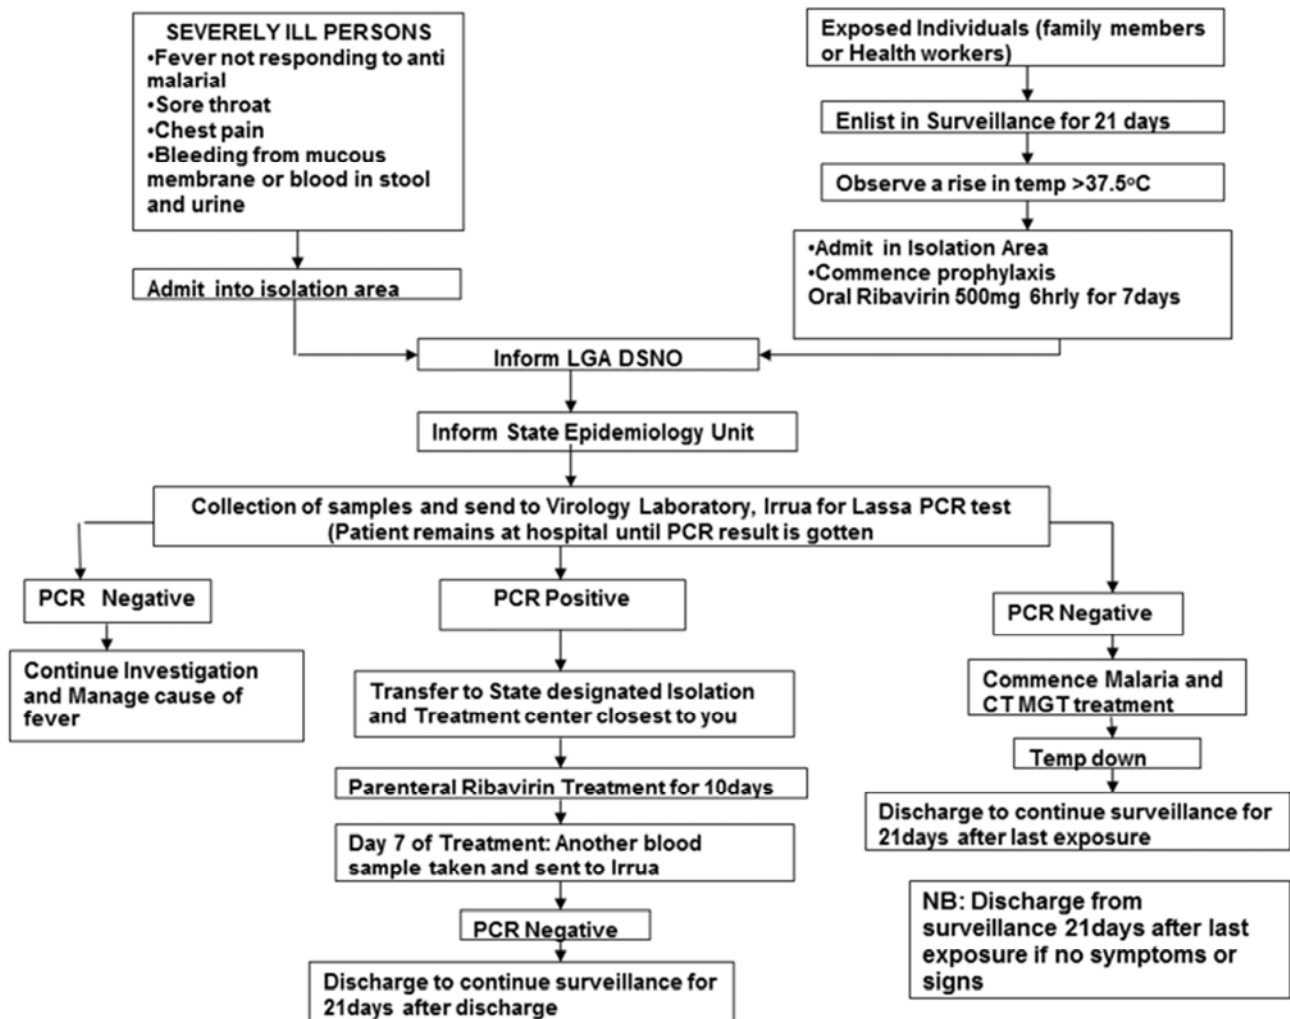 SEVERELY ILL PERSONS
•Fever not responding to anti
malarial
•Sore throat
•Chest pain
•Bleeding from mucous
membrane or blood in stool
and urine
Admit into isolation area
Exposed Individuals (family members
or Health workers)
Enlist in Surveillance for 21 days
Observe a rise in temp >37.5°C
•Admit in Isolation Area
•Commence prophylaxis
Oral Ribavirin 500mg 6hrly for 7days
Inform LGA DSNO
Inform State Epidemiology Unit
Collection of samples and send to Virology Laboratory, Irrua for Lassa PCR test
(Patient remains at hospital until PCR result is gotten
PCR Negative
Continue Investigation
and Manage cause of
fever
PCR Positive
Transfer to State designated Isolation
and Treatment center closest to you
Parenteral Ribavirin Treatment for 10days
Day 7 of Treatment: Another blood
sample taken and sent to Irrua
PCR Negative
Discharge to continue surveillance for
21days after discharge
PCR Negative
Commence Malaria and
CT MGT treatment
Temp down
Discharge to continue surveillance for
21days after last exposure
NB: Discharge from
surveillance 21days after last
exposure if no symptoms or
signs